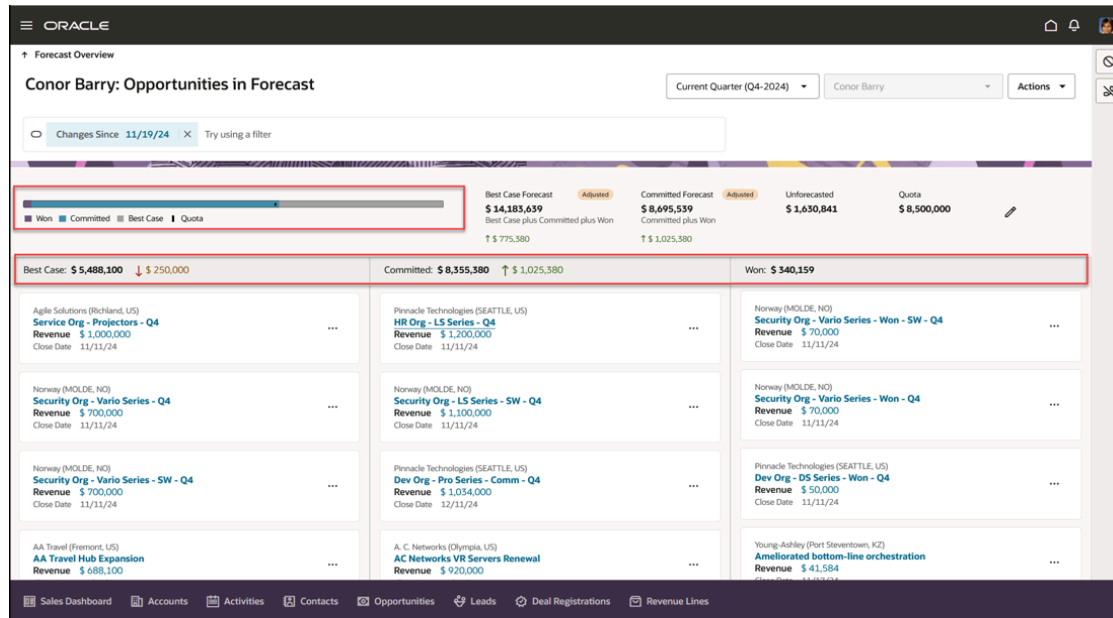 ORACLE
Forecast Overview
Conor Barry: Opportunities in Forecast
Current Quarter (Q4-2024)
Conor Barry
Actions
Changes Since 11/19/24
Try using a filter
Won Committed Best Case Quota
Best Case Forecast Adjusted
$ 14,183,639
Best Case plus Committed plus Won
$ 775,380
Committed Forecast Adjusted
$ 8,695,539
Committed plus Won
$ 1,025,380
Unforecasted
$ 1,630,841
Quota
$ 8,500,000
Best Case: $ 5,488,100 ↓ $ 250,000
Committed: $ 8,355,380 ↑ $ 1,025,380
Won: $ 340,159
Agile Solutions (Richland, US)
Service Org - Projectors - Q4
Revenue $ 1,000,000
Close Date 11/11/24
Norway (MOLDE, NO)
Security Org - Vario Series - Q4
Revenue $ 700,000
Close Date 11/11/24
Norway (MOLDE, NO)
Security Org - Vario Series - SW - Q4
Revenue $ 700,000
Close Date 11/11/24
AA Travel (Fremont, US)
AA Travel Hub Expansion
Revenue $ 688,100
Pinnacle Technologies (SEATTLE, US)
HR Org - LS Series - Q4
Revenue $ 1,200,000
Close Date 11/11/24
Norway (MOLDE, NO)
Security Org - LS Series - SW - Q4
Revenue $ 1,100,000
Close Date 11/11/24
Pinnacle Technologies (SEATTLE, US)
Dev Org - Pro Series - Comm - Q4
Revenue $ 1,034,000
Close Date 12/11/24
A. C. Networks (Olympia, US)
AC Networks VR Servers Renewal
Revenue $ 920,000
Norway (MOLDE, NO)
Security Org - Vario Series - Won - SW - Q4
Revenue $ 70,000
Close Date 11/11/24
Norway (MOLDE, NO)
Security Org - Vario Series - Won - Q4
Revenue $ 70,000
Close Date 11/11/24
Pinnacle Technologies (SEATTLE, US)
Dev Org - DS Series - Won - Q4
Revenue $ 50,000
Close Date 11/11/24
Young-Ashley (Port Steventown, KZ)
Ameliorated bottom-line orchestration
Revenue $ 41,584
Sales Dashboard Accounts Activities Contacts Opportunities Leads Deal Registrations Revenue Lines